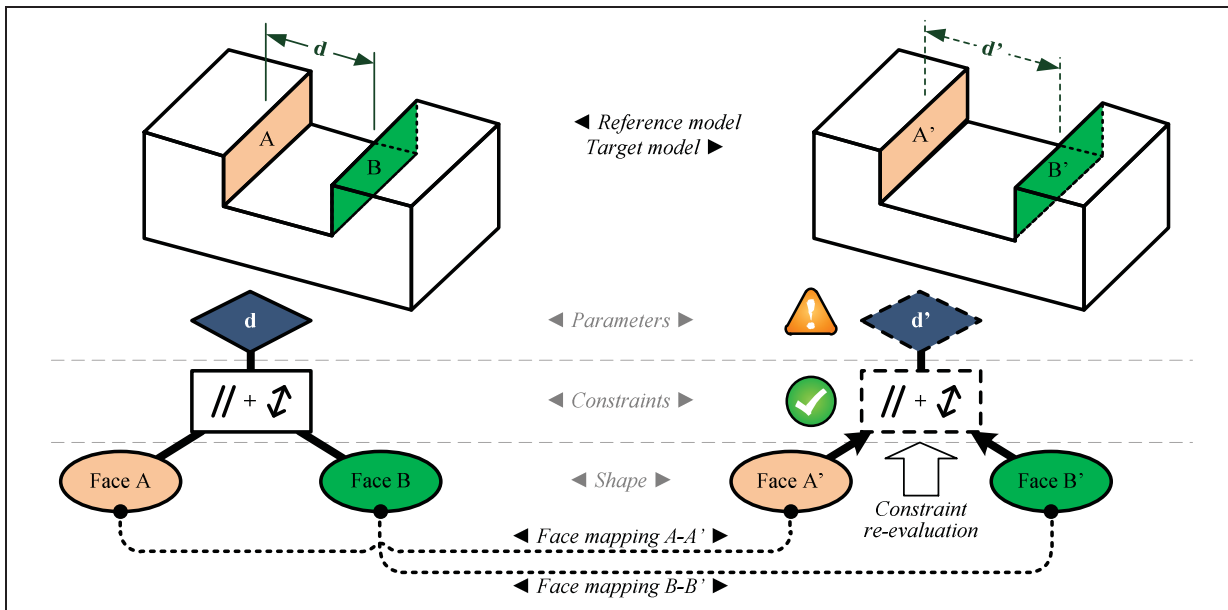 d
d’
A
B
A’
B’
◄ Reference model
Target model ►
d
◄ Parameters ►
!
d’
// + ↕
◄ Constraints ►
// + ↕
Face A
Face B
◄ Shape ►
Face A’
Face B’
Constraint
re-evaluation
◄ Face mapping A-A’ ►
◄ Face mapping B-B’ ►